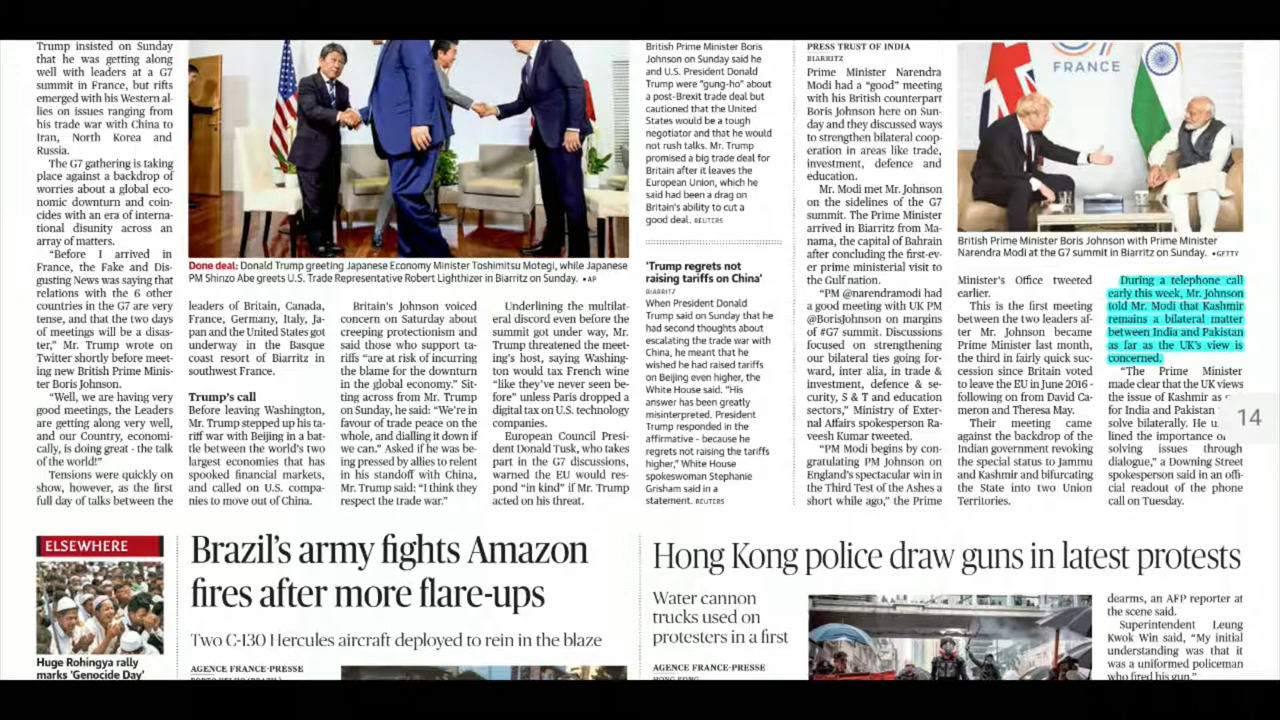 Trump insisted on Sunday
that he was getting along
well with leaders at a G7
summit in France, but rifts
emerged with his Western al-
lies on issues ranging from
his trade war with China to
Iran, North Korea and
Russia.
The G7 gathering is taking
place against a backdrop of
worries about a global eco-
nomic downturn and coin-
cides with an era of interna-
tional disunity across an
array of matters.
"Before I arrived in
France, the Fake and Dis-
gusting News was saying that
relations with the 6 other
countries in the G7 are very
tense, and that the two days
of meetings will be a disas-
ter," Mr. Trump wrote on
Twitter shortly before meet-
ing new British Prime Minis-
ter Boris Johnson.
"Well, we are having very
good meetings, the Leaders
are getting along very well,
and our Country, economi-
cally, is doing great - the talk
of the world!"
Tensions were quickly on
show, however, as the first
full day of talks between the
Done deal: Donald Trump greeting Japanese Economy Minister Toshimitsu Motegi, while Japanese
PM Shinzo Abe greets U.S. Trade Representative Robert Lighthizer in Biarritz on Sunday. •AP
leaders of Britain, Canada,
France, Germany, Italy, Ja-
pan and the United States got
underway in the Basque
coast resort of Biarritz in
southwest France.
Trump's call
Before leaving Washington,
Mr. Trump stepped up his ta-
riff war with Beijing in a bat-
tle between the world's two
largest economies that has
spooked financial markets,
and called on U.S. compa-
nies to move out of China.
Britain's Johnson voiced
concern on Saturday about
creeping protectionism and
said those who support ta-
riffs "are at risk of incurring
the blame for the downturn
in the global economy." Sit-
ting across from Mr. Trump
on Sunday, he said: "We're in
favour of trade peace on the
whole, and dialling it down if
we can." Asked if he was be-
ing pressed by allies to relent
in his standoff with China,
Mr. Trump said: "I think they
respect the trade war."
Underlining the multilat-
eral discord even before the
summit got under way, Mr.
Trump threatened the meet-
ing's host, saying Washing-
ton would tax French wine
"like they've never seen be-
fore" unless Paris dropped a
digital tax on U.S. technology
companies.
European Council Presi-
dent Donald Tusk, who takes
part in the G7 discussions,
warned the EU would res-
pond "in kind" if Mr. Trump
acted on his threat.
British Prime Minister Boris
Johnson on Sunday said he
and U.S. President Donald
Trump were "gung-ho" about
a post-Brexit trade deal but
cautioned that the United
States would be a tough
negotiator and that he would
not rush talks. Mr. Trump
promised a big trade deal for
Britain after it leaves the
European Union, which he
said had been a drag on
Britain's ability to cut a
good deal. REUTERS
'Trump regrets not
raising tariffs on China'
BIARRITZ
When President Donald
Trump said on Sunday that he
had second thoughts about
escalating the trade war with
China, he meant that he
wished he had raised tariffs
on Beijing even higher, the
White House said. "His
answer has been greatly
misinterpreted. President
Trump responded in the
affirmative - because he
regrets not raising the tariffs
higher," White House
spokeswoman Stephanie
Grisham said in a
statement. REUTERS
PRESS TRUST OF INDIA
BIARRITZ
Prime Minister Narendra
Modi had a "good" meeting
with his British counterpart
Boris Johnson here on Sun-
day and they discussed ways
to strengthen bilateral coop-
eration in areas like trade,
investment, defence and
education.
Mr. Modi met Mr. Johnson
on the sidelines of the G7
summit. The Prime Minister
arrived in Biarritz from Ma-
nama, the capital of Bahrain
after concluding the first-ev-
er prime ministerial visit to
the Gulf nation.
"PM @narendramodi had
a good meeting with UK PM
@BorisJohnson on margins
of #G7 summit. Discussions
focused on strengthening
our bilateral ties going for-
ward, inter alia, in trade &
investment, defence & se-
curity, S & T and education
sectors," Ministry of Exter-
nal Affairs spokesperson Ra-
veesh Kumar tweeted.
"PM Modi begins by con-
gratulating PM Johnson on
England's spectacular win in
the Third Test of the Ashes a
short while ago," the Prime
FRANCE
British Prime Minister Boris Johnson with Prime Minister
Narendra Modi at the G7 summit in Biarritz on Sunday. •GETTY
Minister's Office tweeted
earlier.
This is the first meeting
between the two leaders af-
ter Mr. Johnson became
Prime Minister last month,
the third in fairly quick suc-
cession since Britain voted
to leave the EU in June 2016 -
following on from David Ca-
meron and Theresa May.
Their meeting came
against the backdrop of the
Indian government revoking
the special status to Jammu
and Kashmir and bifurcating
the State into two Union
Territories.
During a telephone call
early this week, Mr. Johnson
told Mr. Modi that Kashmir
remains a bilateral matter
between India and Pakistan
as far as the UK's view is
concerned.
"The Prime Minister
made clear that the UK views
the issue of Kashmir as
for India and Pakistan
solve bilaterally. He
lined the importance
solving issues through
dialogue," a Downing Street
spokesperson said in an offi-
cial readout of the phone
call on Tuesday.
14
ELSEWHERE
Huge Rohingya rally
marks 'Genocide Day'
Brazil's army fights Amazon
fires after more flare-ups
Two C-130 Hercules aircraft deployed to rein in the blaze
AGENCE FRANCE-PRESSE
Hong Kong police draw guns in latest protests
Water cannon
trucks used on
protesters in a first
AGENCE FRANCE-PRESSE
dearms, an AFP reporter at
the scene said.
Superintendent Leung
Kwok Win said, "My initial
understanding was that it
was a uniformed policeman
who fired his gun."